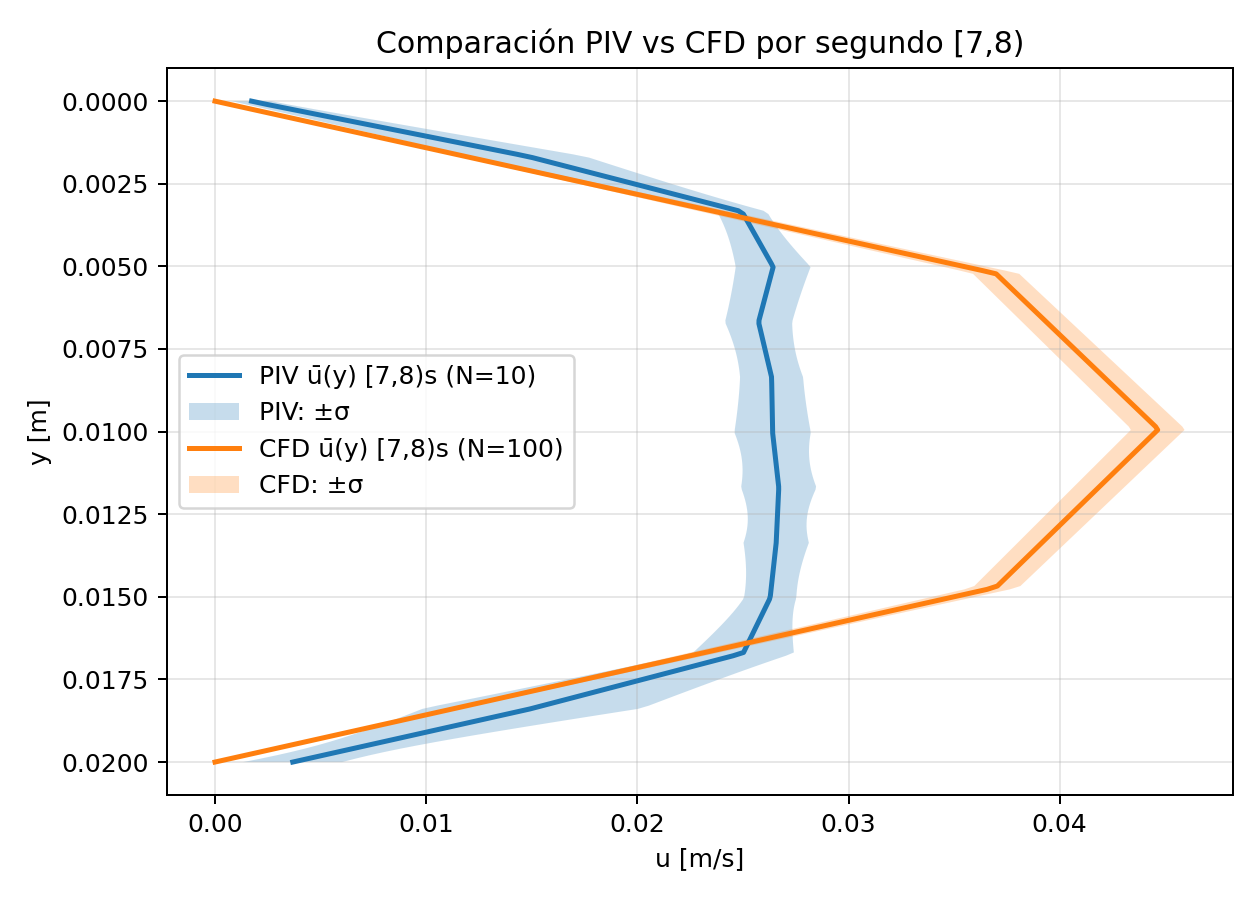 Comparación PIV vs CFD por segundo [7,8)
0.0000
0.0025
0.0050
0.0075
0.0100
0.0125
0.0150
0.0175
0.0200
y [m]
PIV ū(y) [7,8)s (N=10)
PIV: ±σ
CFD ū(y) [7,8)s (N=100)
CFD: ±σ
0.00 0.01 0.02 0.03 0.04
u [m/s]